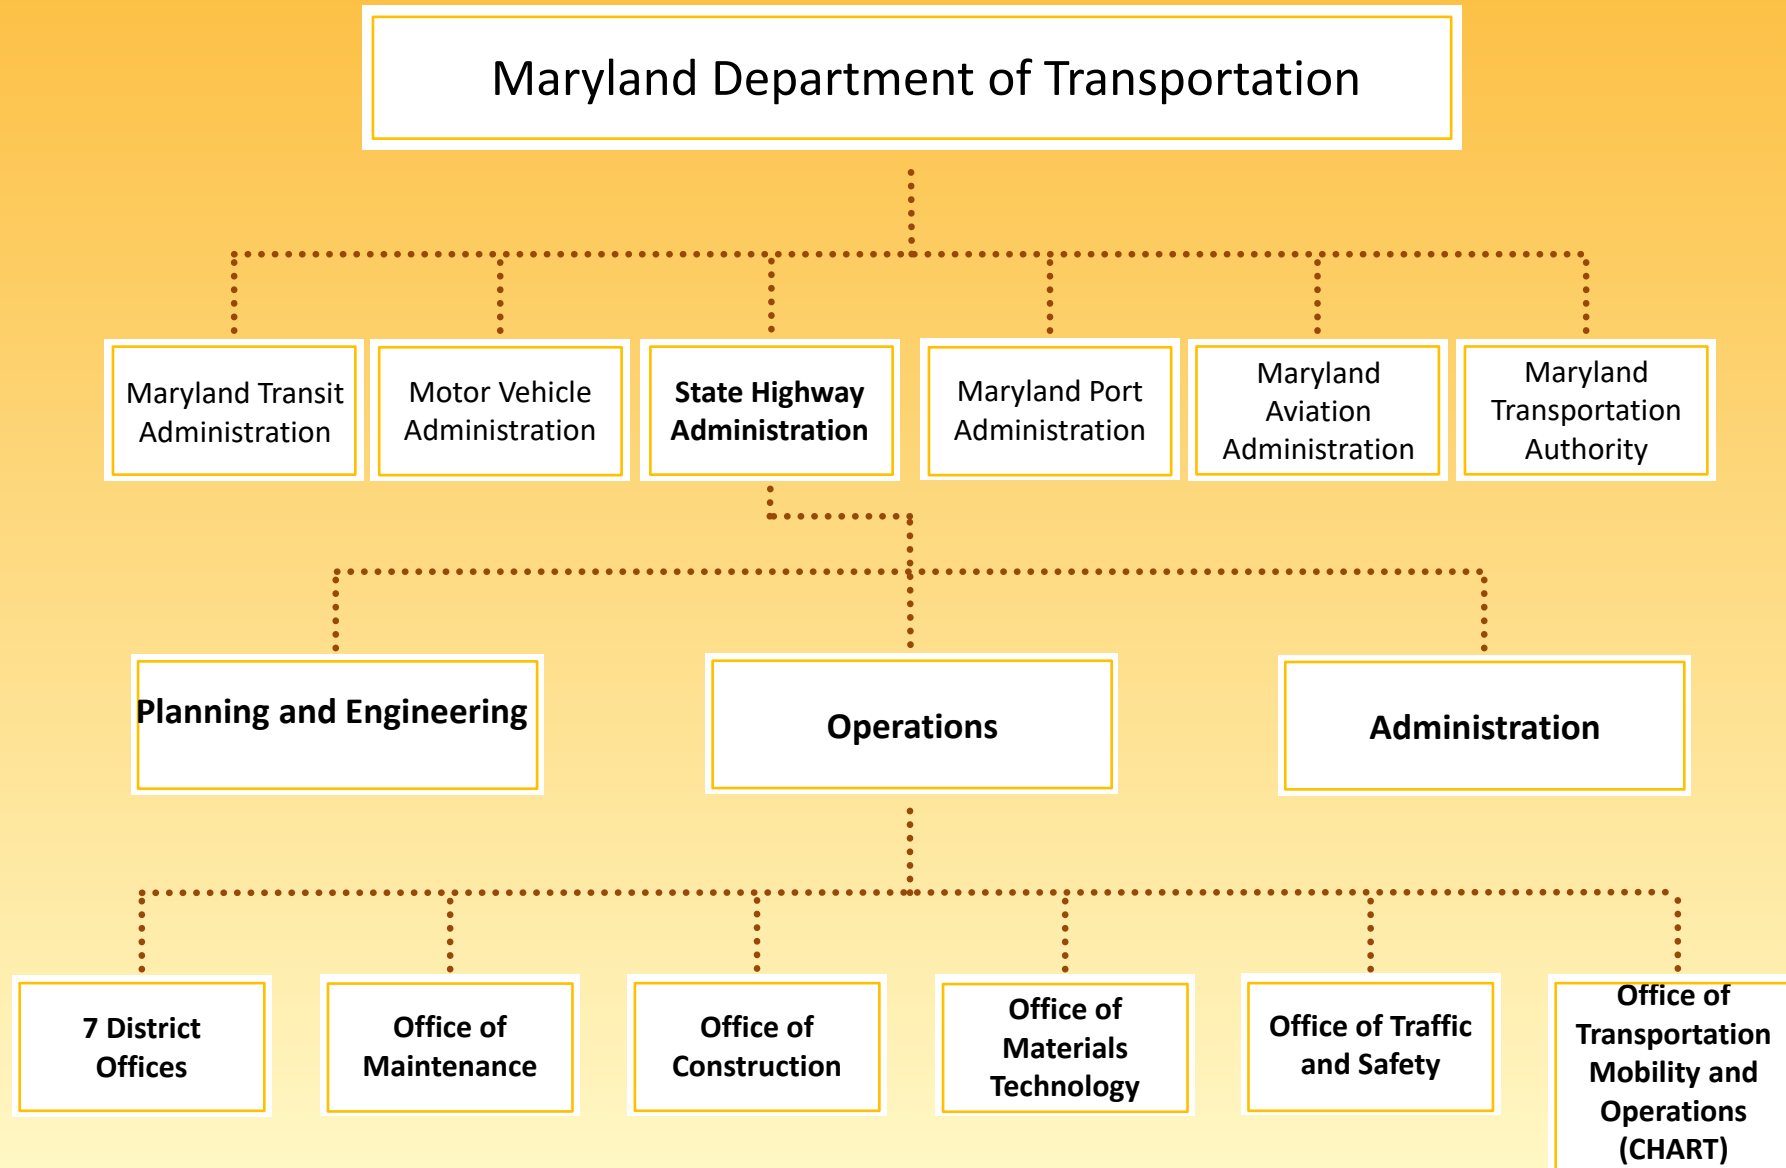 Maryland Department of Transportation
Maryland Transit
Administration
Motor Vehicle
Administration
State Highway
Administration
Maryland Port
Administration
Maryland
Aviation
Administration
Maryland
Transportation
Authority
Planning and Engineering
Operations
Administration
7 District
Offices
Office of
Maintenance
Office of
Construction
Office of
Materials
Technology
Office of Traffic
and Safety
Office of
Transportation
Mobility and
Operations
(CHART)